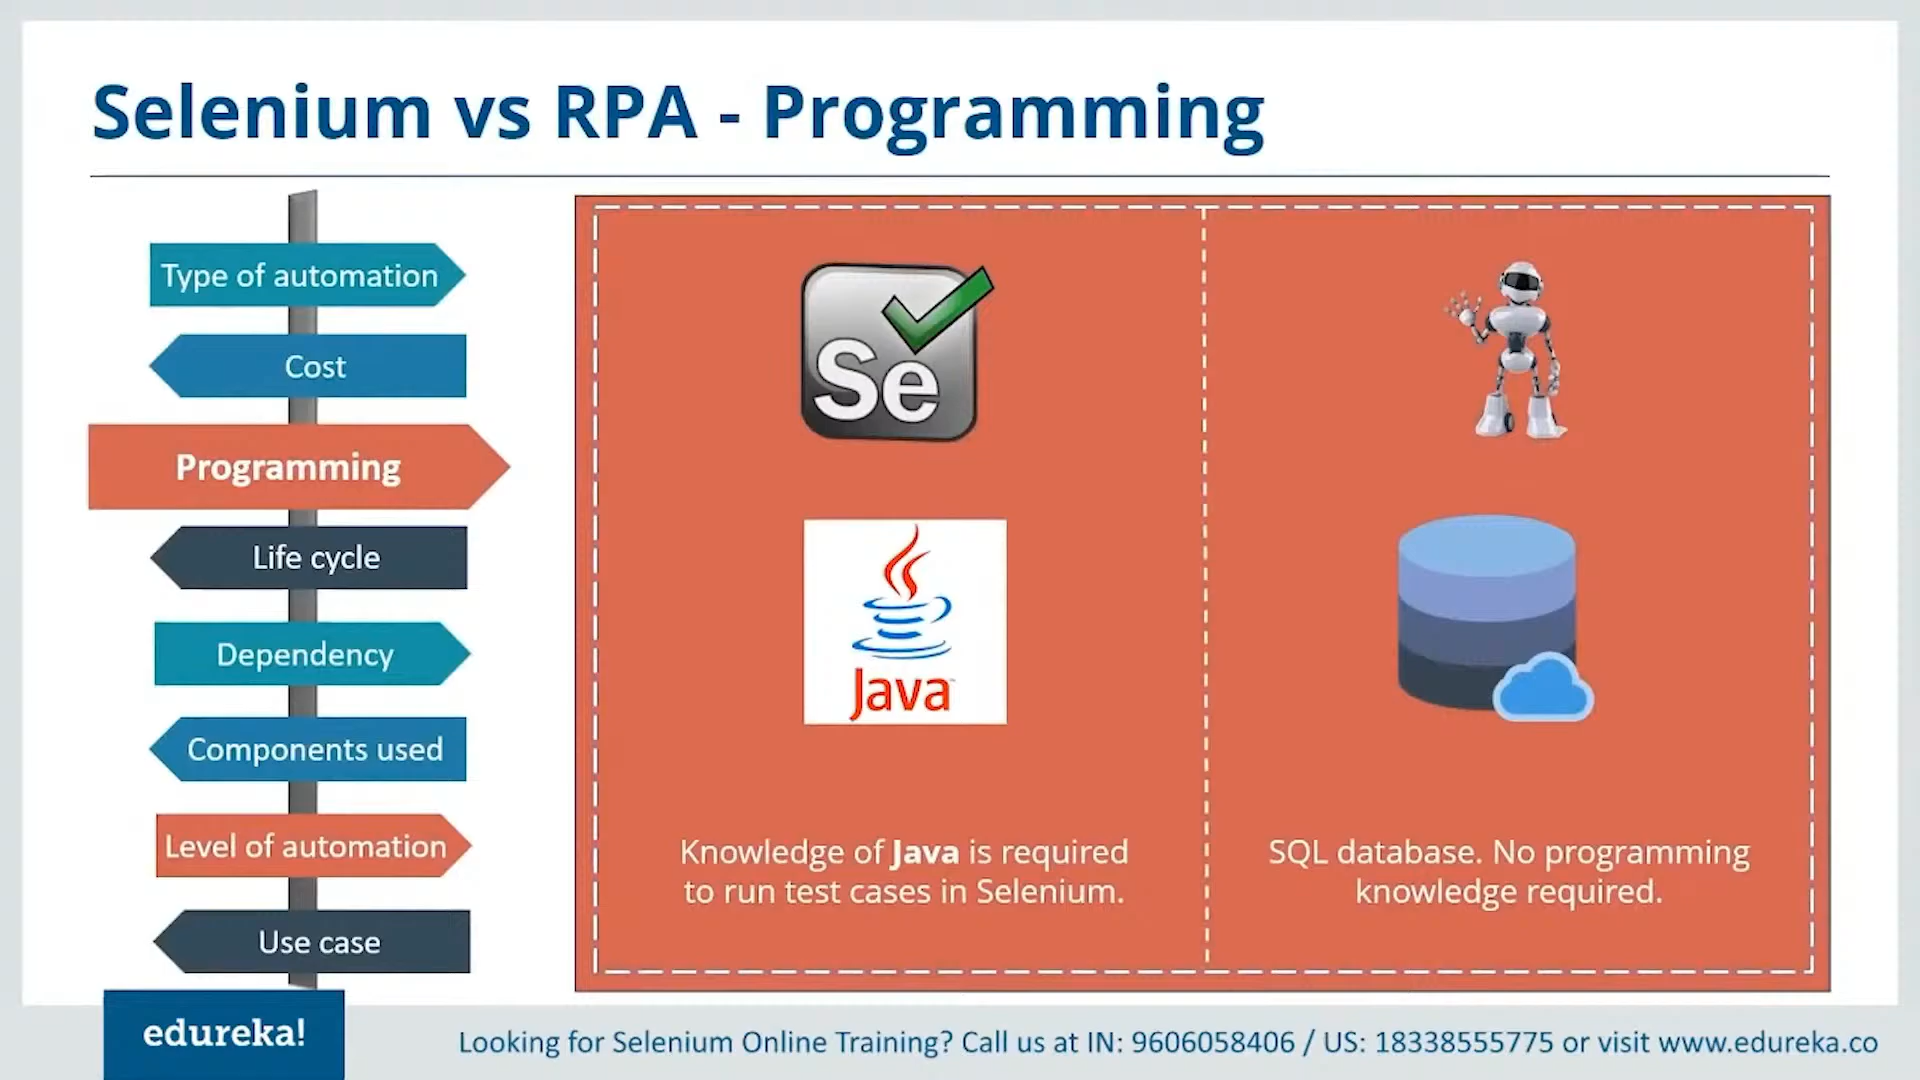 Selenium vs RPA - Programming
Type of automation
Cost
Programming
Life cycle
Dependency
Components used
Level of automation
Use case
Se
Java
Knowledge of Java is required
to run test cases in Selenium.
SQL database. No programming
knowledge required.
edureka!
Looking for Selenium Online Training? Call us at IN: 9606058406 / US: 18338555775 or visit www.edureka.co